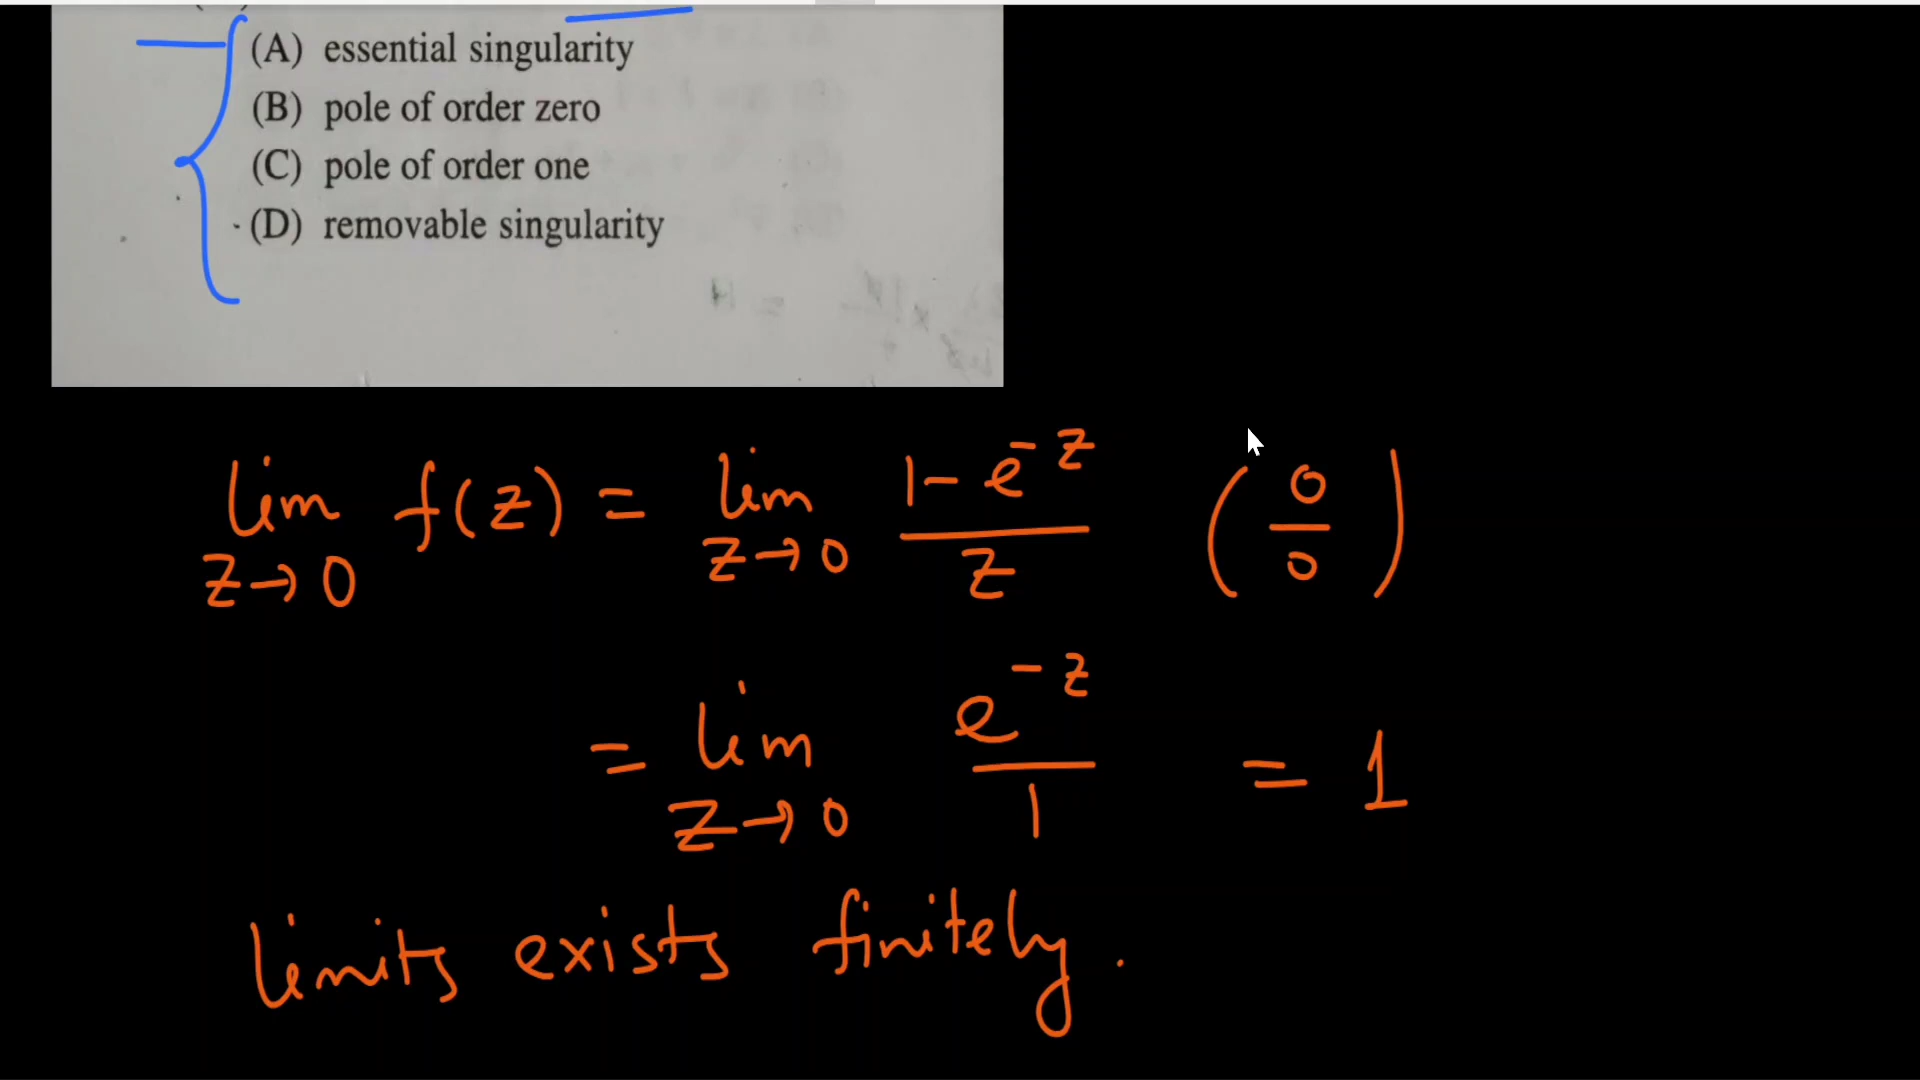 (A) essential singularity
(B) pole of order zero
(C) pole of order one
(D) removable singularity
lim z→0 f(z) = lim z→0 1-e^-z / z (0/0)
= lim z→0 e^-z / 1 = 1
limits exists finitely.